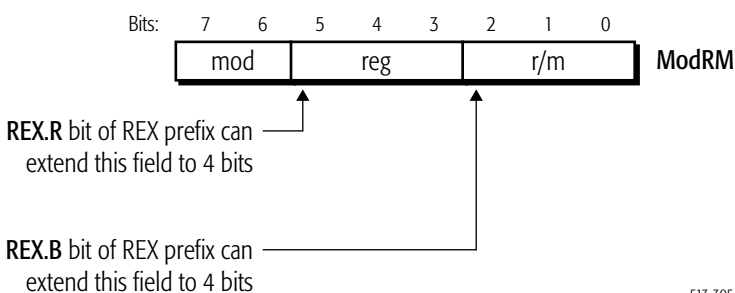 Bits: 7 6 5 4 3 2 1 0
mod reg r/m ModRM
REX.R bit of REX prefix can
extend this field to 4 bits
REX.B bit of REX prefix can
extend this field to 4 bits